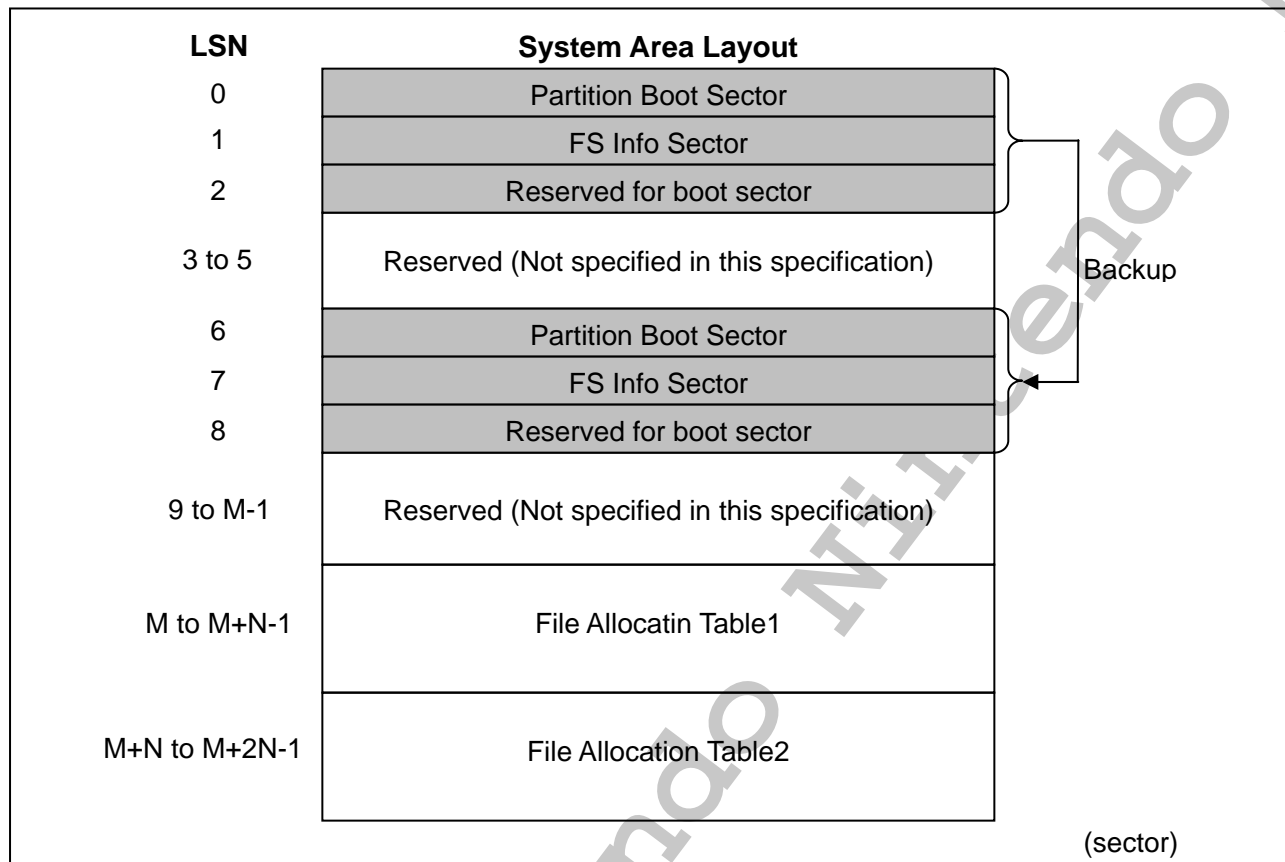 LSN System Area Layout
0 Partition Boot Sector
1 FS Info Sector
2 Reserved for boot sector
3 to 5 Reserved (Not specified in this specification)
Backup
6 Partition Boot Sector
7 FS Info Sector
8 Reserved for boot sector
9 to M-1 Reserved (Not specified in this specification)
M to M+N-1 File Allocatin Table1
M+N to M+2N-1 File Allocation Table2
(sector)
Nintendo
endo